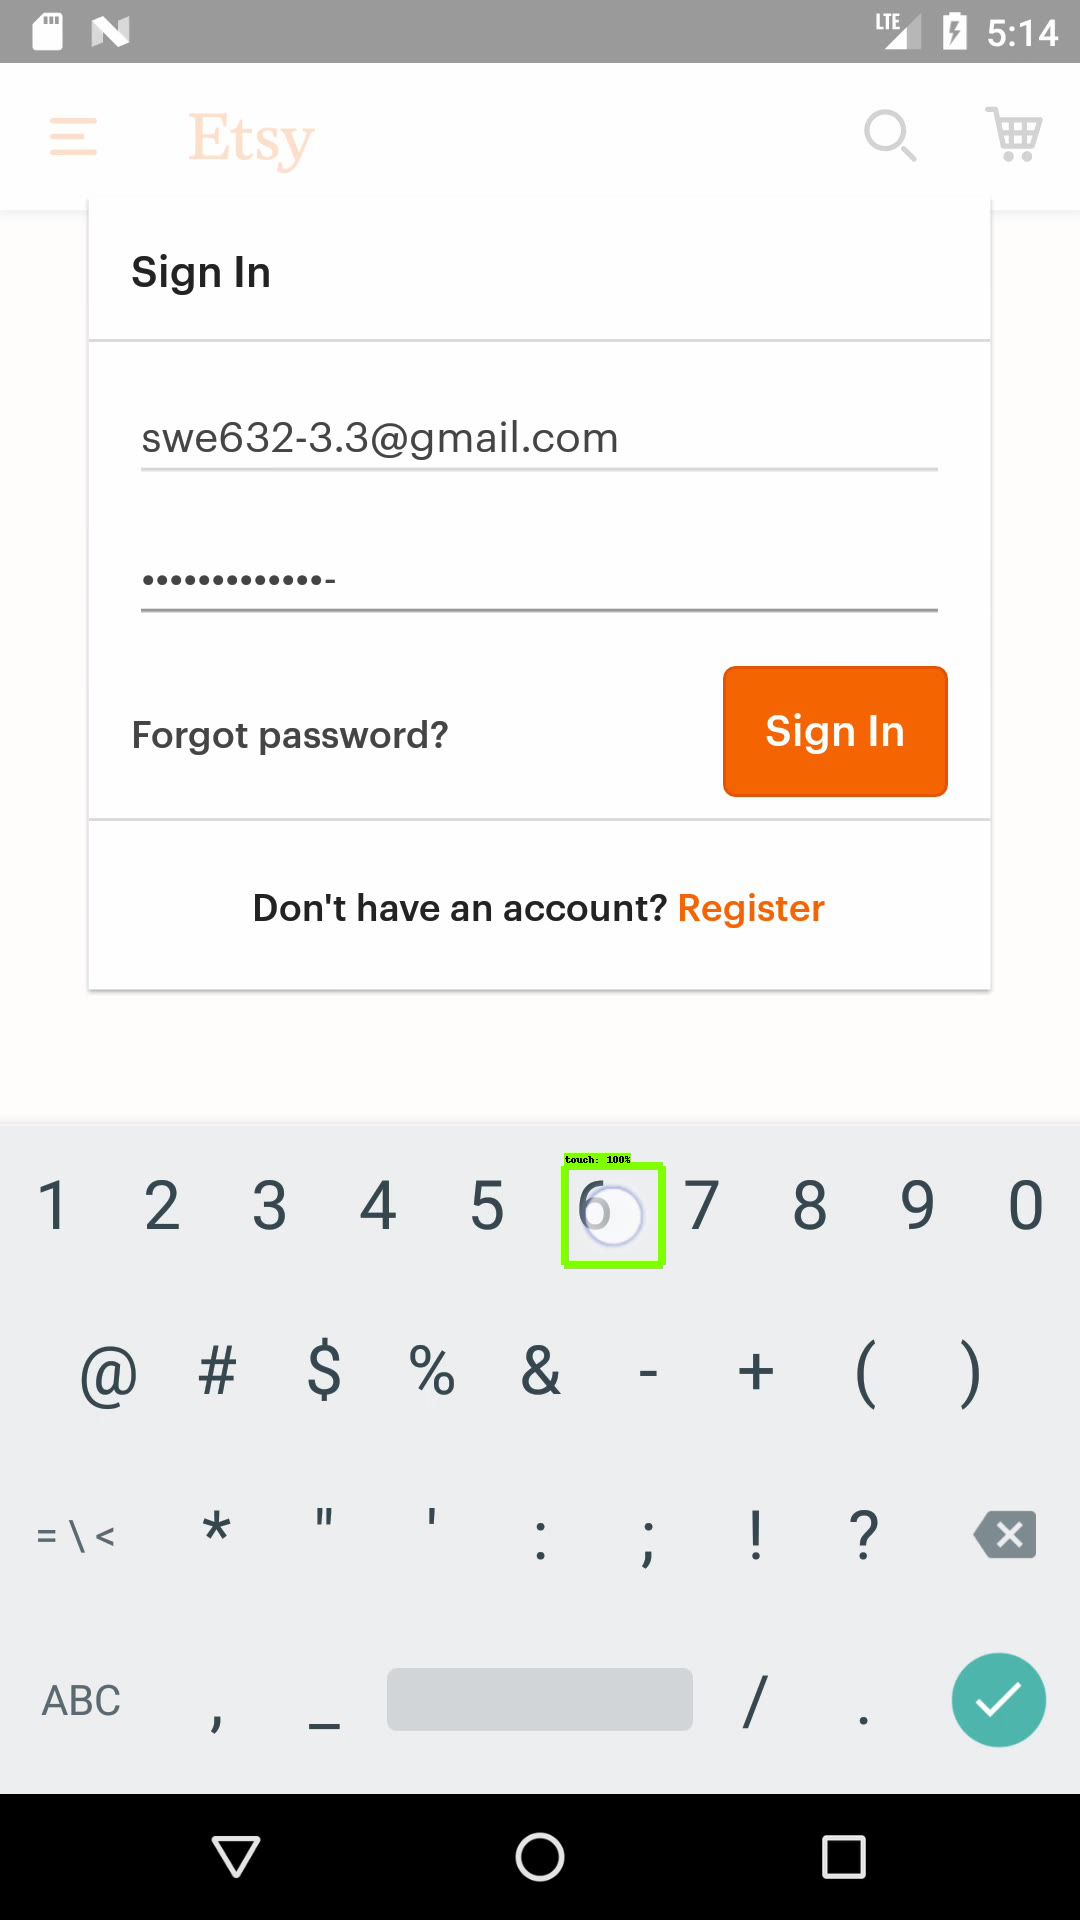 LTE 5:14
Etsy
Sign In
swe632-3.3@gmail.com
•••••••••••••-
Forgot password?
Sign In
Don't have an account? Register
touch: 100%
1 2 3 4 5 6 7 8 9 0
@ # $ % & - + ( )
= \ < * " ' : ; ! ?
ABC , _ / .